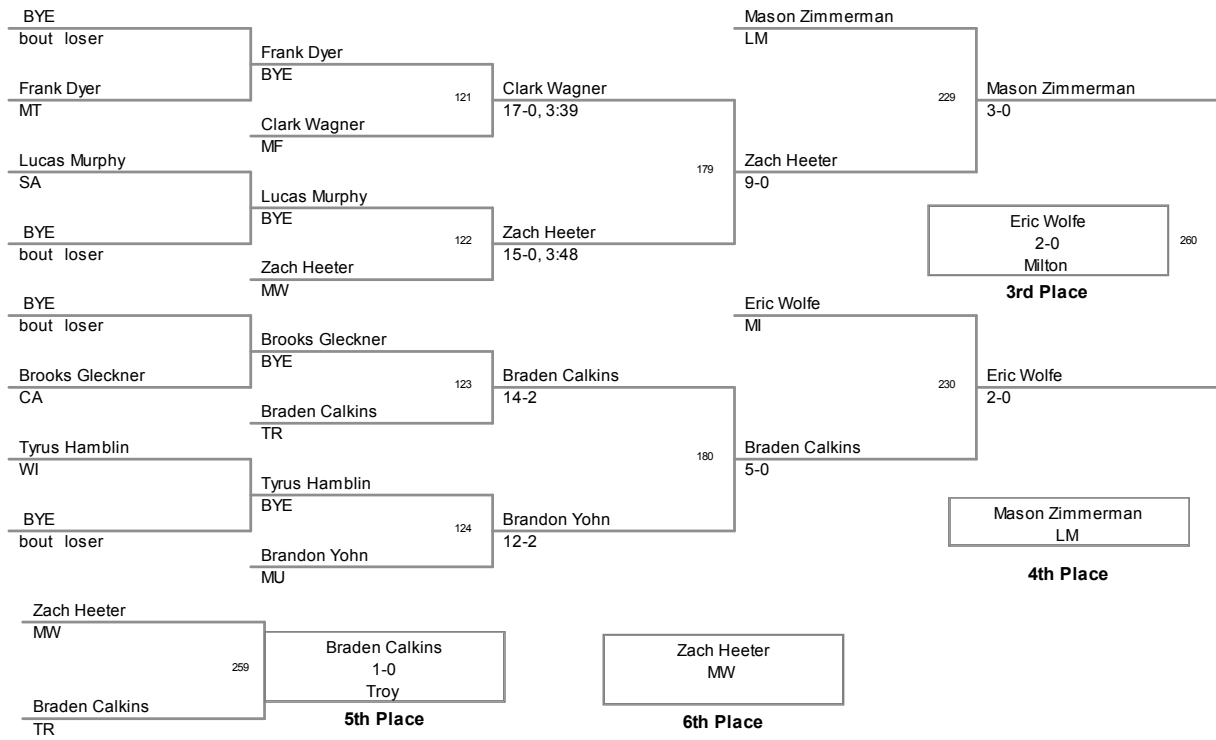 BYE
bout loser
Frank Dyer
MT
Lucas Murphy
SA
BYE
bout loser
BYE
bout loser
Brooks Gleckner
CA
Tyrus Hamblin
WI
BYE
bout loser
Frank Dyer
BYE
121
Clark Wagner
MF
Lucas Murphy
BYE
122
Zach Heeter
MW
Brooks Gleckner
BYE
123
Braden Calkins
TR
Tyrus Hamblin
BYE
124
Brandon Yohn
MU
Clark Wagner
17-0, 3:39
179
Zach Heeter
15-0, 3:48
Braden Calkins
14-2
180
Brandon Yohn
12-2
Mason Zimmerman
LM
229
Zach Heeter
9-0
Eric Wolfe
MI
230
Braden Calkins
5-0
Mason Zimmerman
3-0
Eric Wolfe
2-0
Milton
260
3rd Place
Eric Wolfe
2-0
Mason Zimmerman
LM
4th Place
Zach Heeter
MW
259
Braden Calkins
TR
Braden Calkins
1-0
Troy
5th Place
Zach Heeter
MW
6th Place